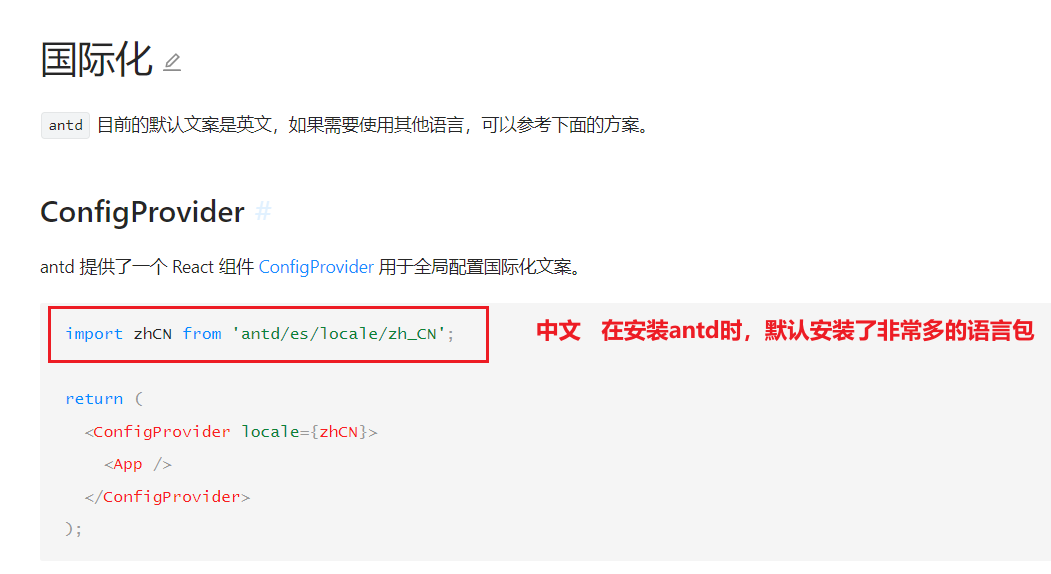 国际化
antd 目前的默认文案是英文，如果需要使用其他语言，可以参考下面的方案。
ConfigProvider #
antd 提供了一个 React 组件 ConfigProvider 用于全局配置国际化文案。
import zhCN from 'antd/es/locale/zh_CN'; 中文 在安装antd时，默认安装了非常多的语言包
return (
<ConfigProvider locale={zhCN}>
<App />
</ConfigProvider>
);